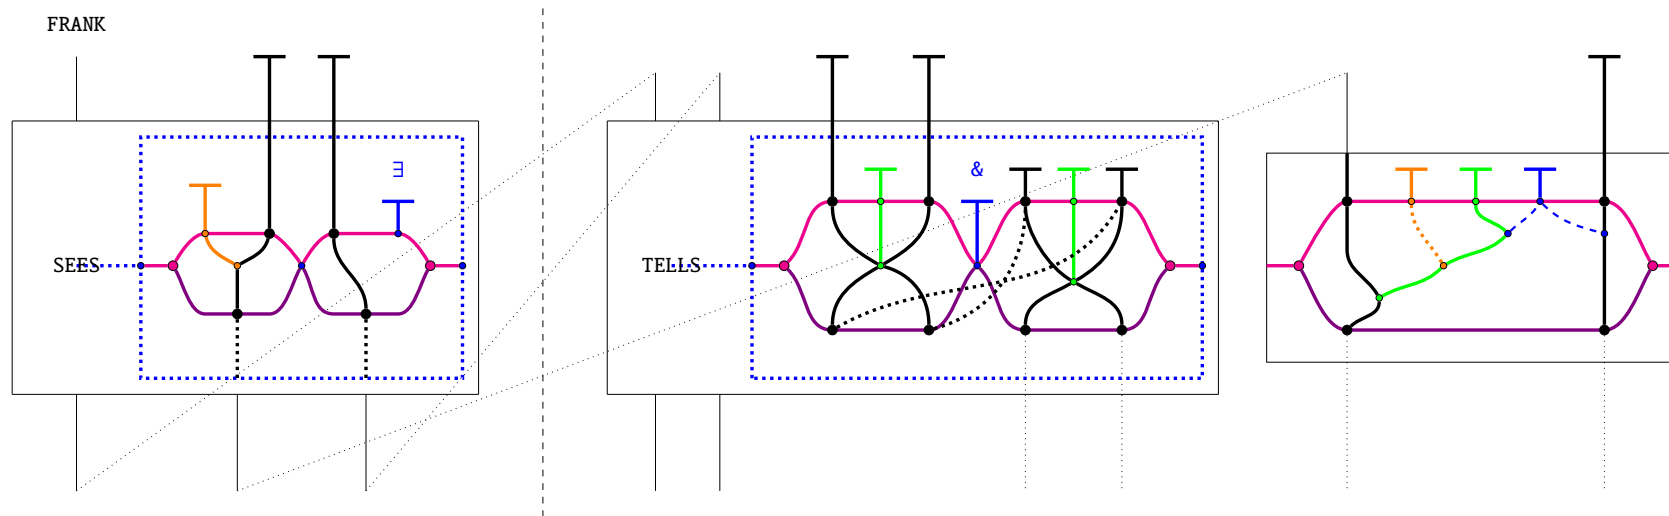 FRANK
∃
&
SEES
TELLS